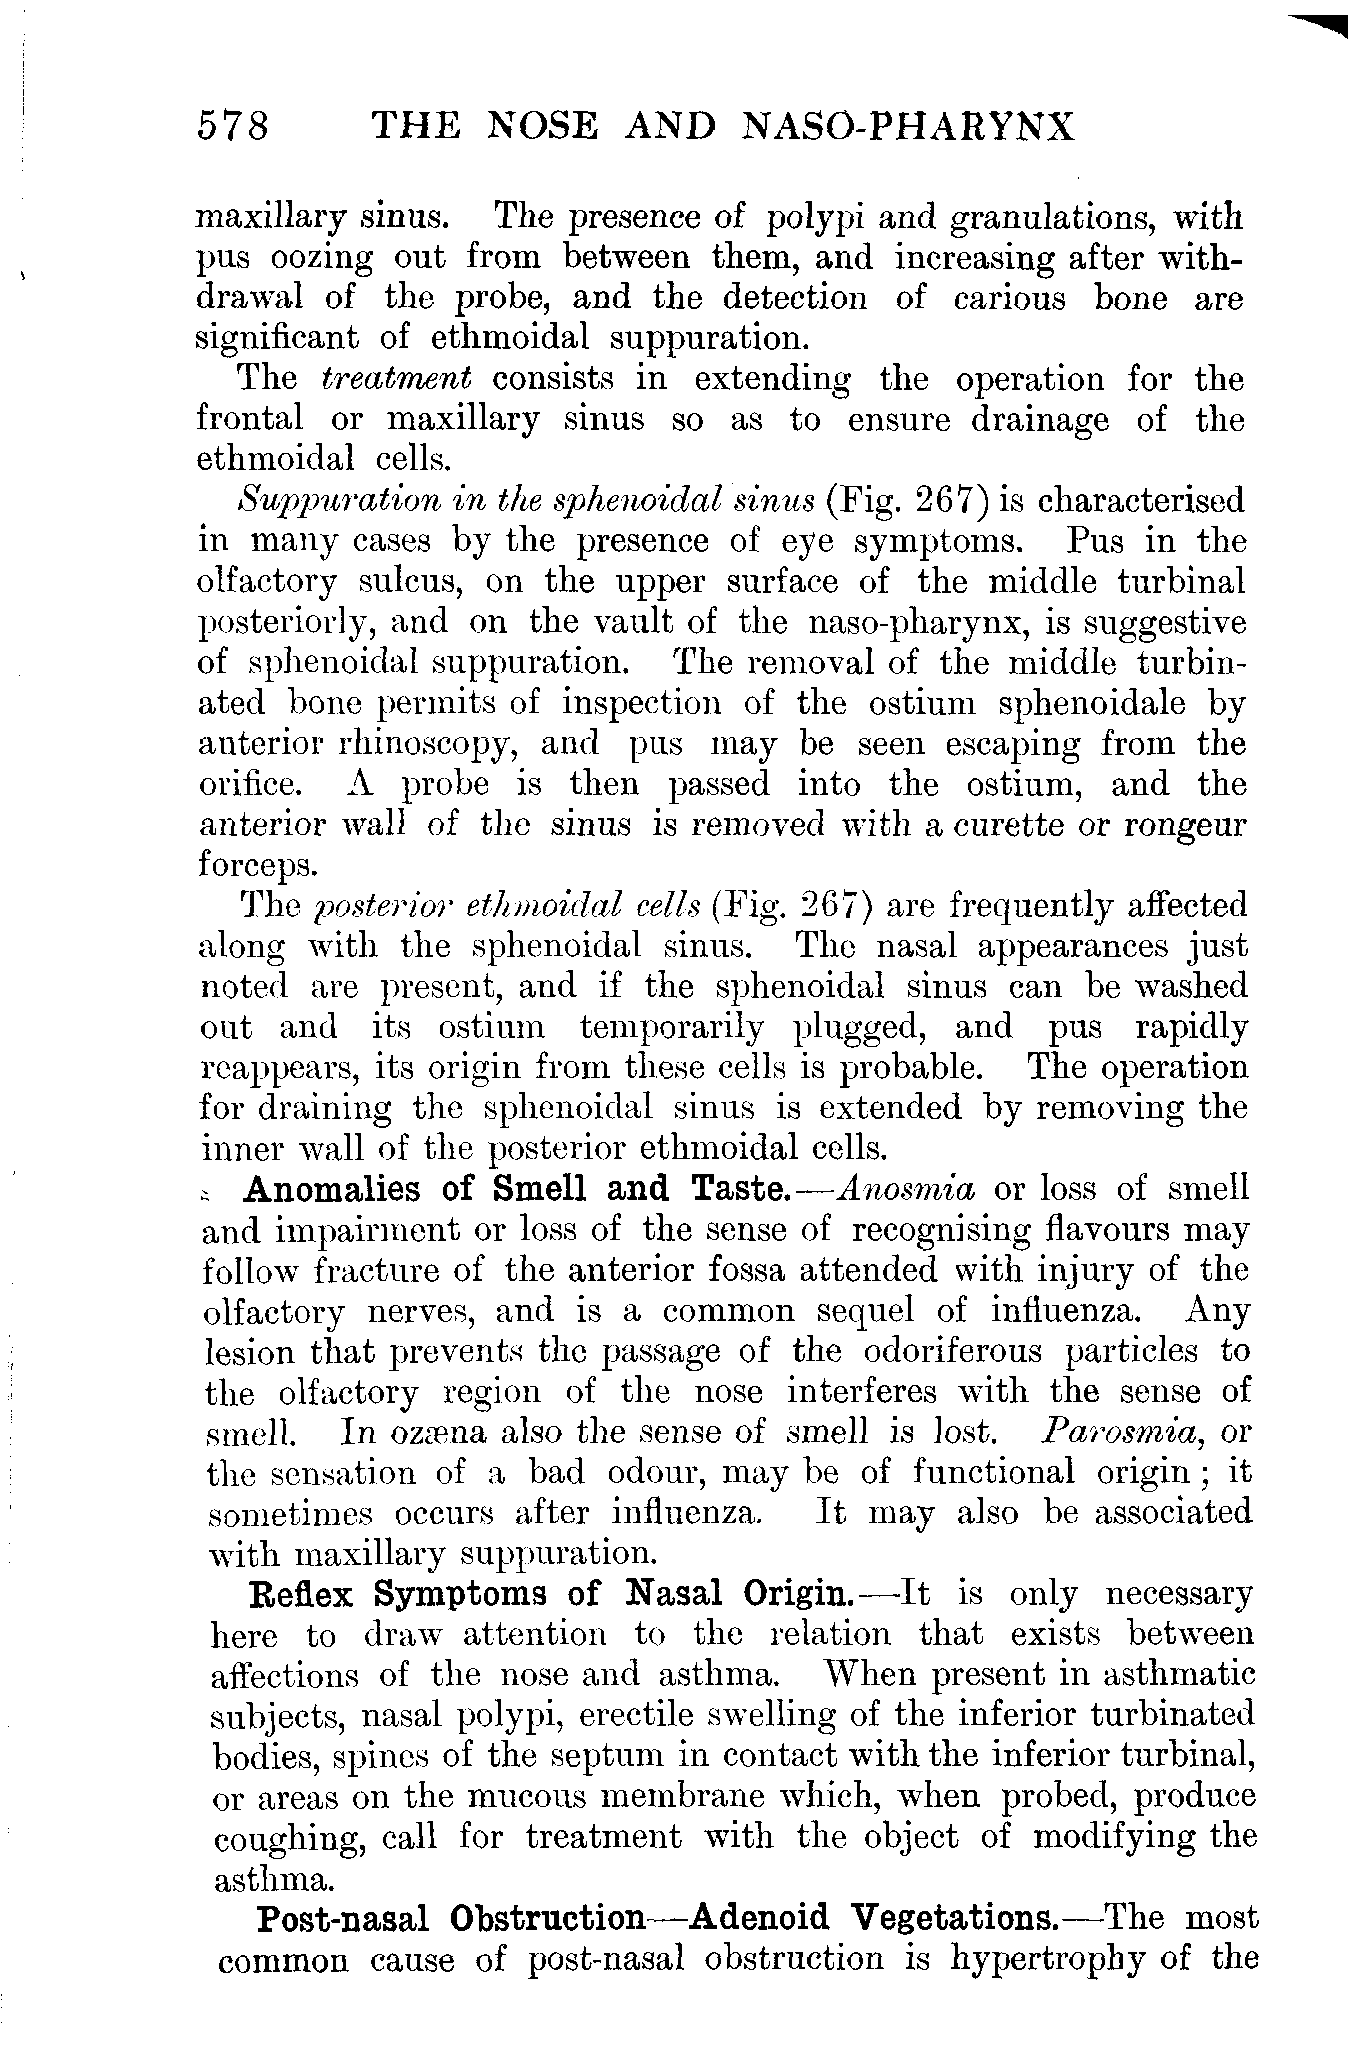 578 THE NOSE AND NASO-PHARYNX
maxillary sinus. The presence of polypi and granulations, with
pus oozing out from between them, and increasing after with-
drawal of the probe, and the detection of carious bone are
significant of ethmoidal suppuration.
The treatment consists in extending the operation for the
frontal or maxillary sinus so as to ensure drainage of the
ethmoidal cells.
Suppuration in the sphenoidal sinus (Fig. 267) is characterised
in many cases by the presence of eye symptoms. Pus in the
olfactory sulcus, on the upper surface of the middle turbinal
posteriorly, and on the vault of the naso-pharynx, is suggestive
of sphenoidal suppuration. The removal of the middle turbin-
ated bone permits of inspection of the ostium sphenoidale by
anterior rhinoscopy, and pus may be seen escaping from the
orifice. A probe is then passed into the ostium, and the
anterior wall of the sinus is removed with a curette or rongeur
forceps.
The posterior ethmoidal cells (Fig. 267) are frequently affected
along with the sphenoidal sinus. The nasal appearances just
noted are present, and if the sphenoidal sinus can be washed
out and its ostium temporarily plugged, and pus rapidly
reappears, its origin from these cells is probable. The operation
for draining the sphenoidal sinus is extended by removing the
inner wall of the posterior ethmoidal cells.
Anomalies of Smell and Taste.—Anosmia or loss of smell
and impairment or loss of the sense of recognising flavours may
follow fracture of the anterior fossa attended with injury of the
olfactory nerves, and is a common sequel of influenza. Any
lesion that prevents the passage of the odoriferous particles to
the olfactory region of the nose interferes with the sense of
smell. In ozæna also the sense of smell is lost. Parosmia, or
the sensation of a bad odour, may be of functional origin; it
sometimes occurs after influenza. It may also be associated
with maxillary suppuration.
Reflex Symptoms of Nasal Origin.—It is only necessary
here to draw attention to the relation that exists between
affections of the nose and asthma. When present in asthmatic
subjects, nasal polypi, erectile swelling of the inferior turbinated
bodies, spines of the septum in contact with the inferior turbinal,
or areas on the mucous membrane which, when probed, produce
coughing, call for treatment with the object of modifying the
asthma.
Post-nasal Obstruction—Adenoid Vegetations.—The most
common cause of post-nasal obstruction is hypertrophy of the